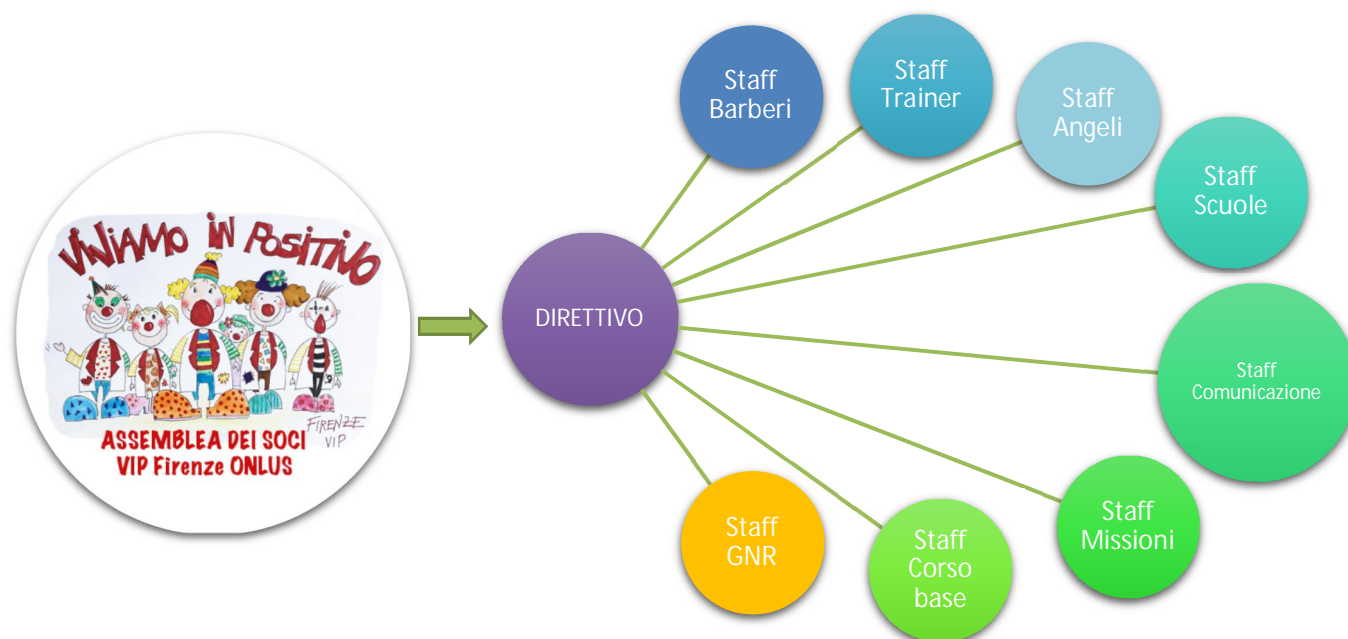 VIVIAMO IN POSITIVO
FIRENZE
VIP
ASSEMBLEA DEI SOCI
VIP Firenze ONLUS
DIRETTIVO
Staff
Barberi
Staff
Trainer
Staff
Angeli
Staff
Scuole
Staff
Comunicazione
Staff
Missioni
Staff
Corso
base
Staff
GNR